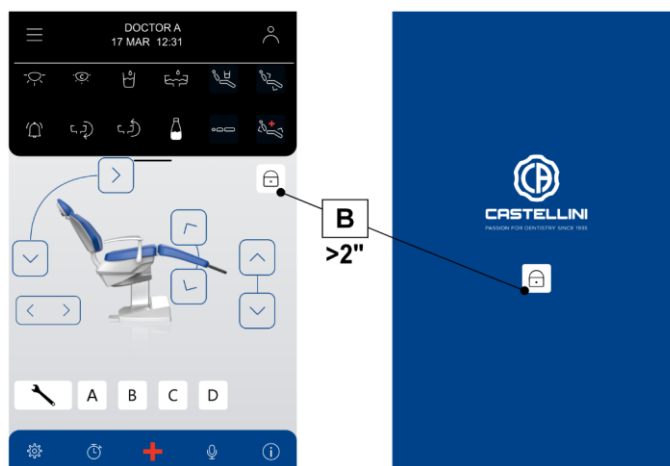 DOCTOR A
17 MAR 12:31
B
>2"
CASTELLINI
PASSION FOR DENTISTRY SINCE 1935
A B C D